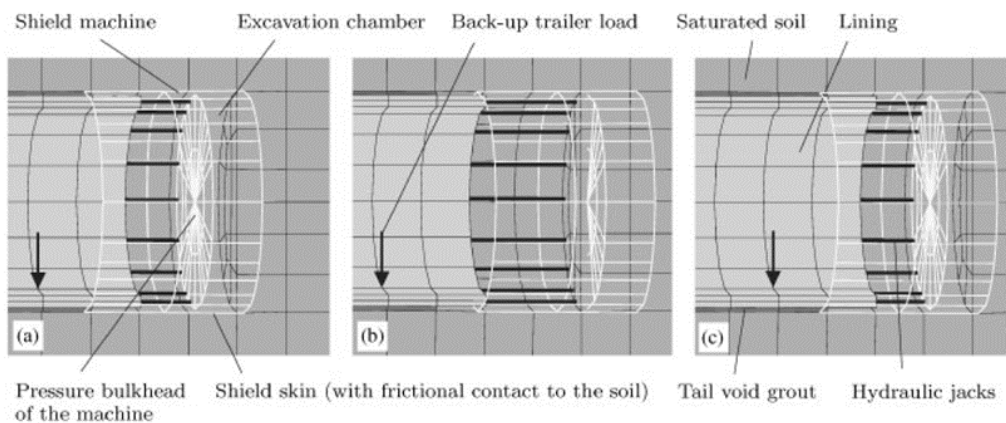 Shield machine
Excavation chamber
Back-up trailer load
Saturated soil
Lining
(a)
(b)
(c)
Pressure bulkhead
of the machine
Shield skin (with frictional contact to the soil)
Tail void grout
Hydraulic jacks